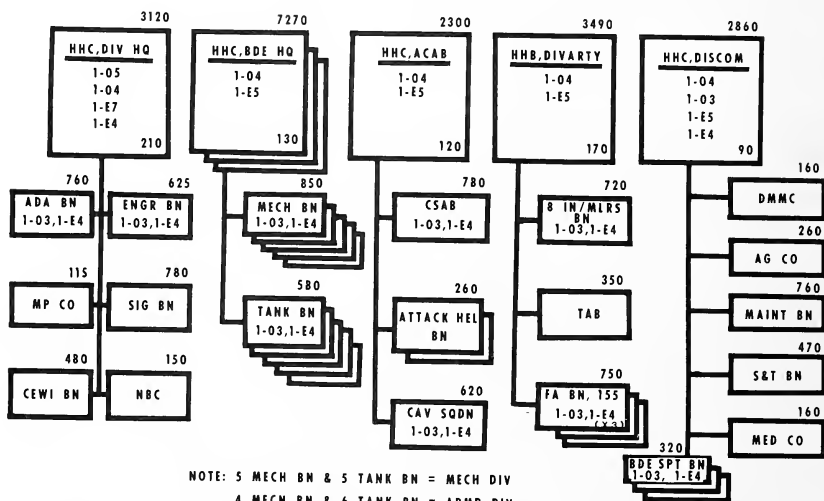 3120
HHC, DIV HQ
1-05
1-04
1-E7
1-E4
210
760
ADA BN
1-03,1-E4
625
ENGR BN
1-03,1-E4
115
MP CO
780
SIG BN
480
CEWI BN
150
NBC
7270
HHC, BDE HQ
1-04
1-E5
130
850
MECH BN
1-03,1-E4
580
TANK BN
1-03,1-E4
2300
HHC, ACAB
1-04
1-E5
120
780
CSAB
1-03,1-E4
260
ATTACK HEL
BN
620
CAV SQDN
1-03,1-E4
3490
HHB, DIVARTY
1-04
1-E5
170
720
8 IN/MLRS
BN
1-03,1-E4
350
TAB
750
FA BN, 155
1-03,1-E4
(X3)
2860
HHC, DISCOM
1-04
1-03
1-E5
1-E4
90
160
DMMC
260
AG CO
760
MAINT BN
470
S&T BN
160
MED CO
320
BDE SPT BN
1-03, 1-E4
NOTE: 5 MECH BN & 5 TANK BN = MECH DIV
4 MECH BN & 6 TANK BN = ARMD DIV